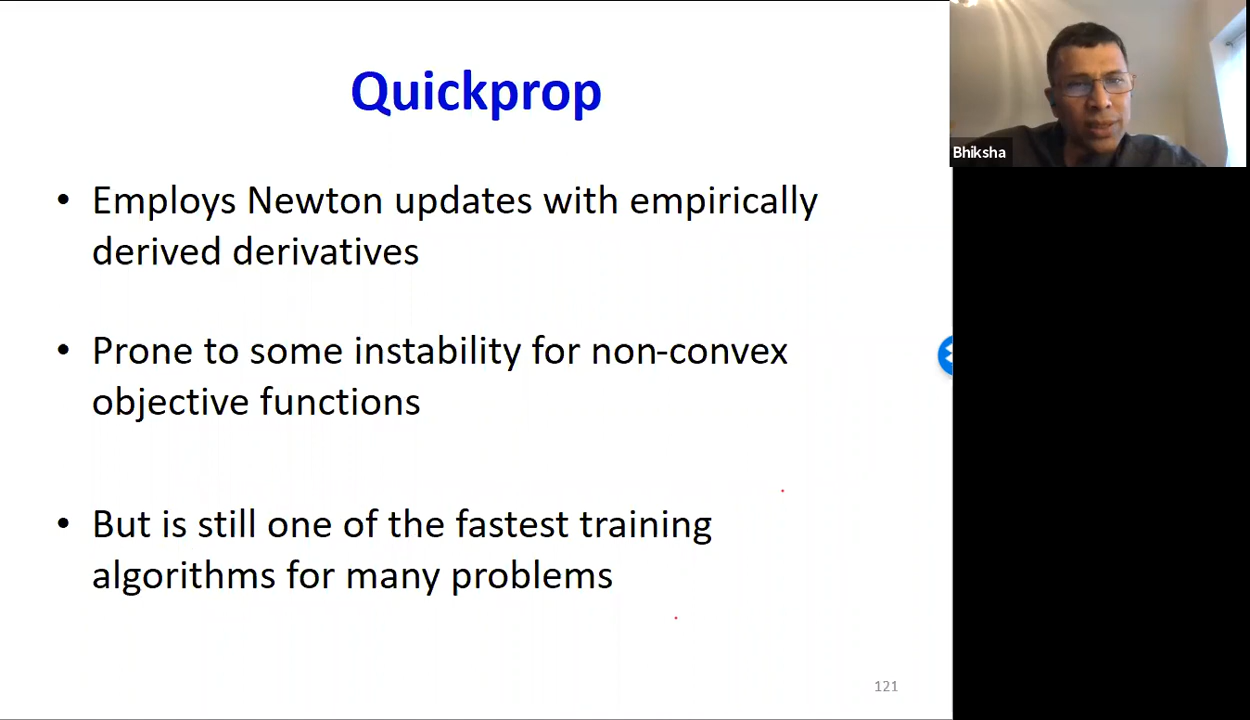 Quickprop
• Employs Newton updates with empirically
derived derivatives
• Prone to some instability for non-convex
objective functions
• But is still one of the fastest training
algorithms for many problems
121
Bhiksha